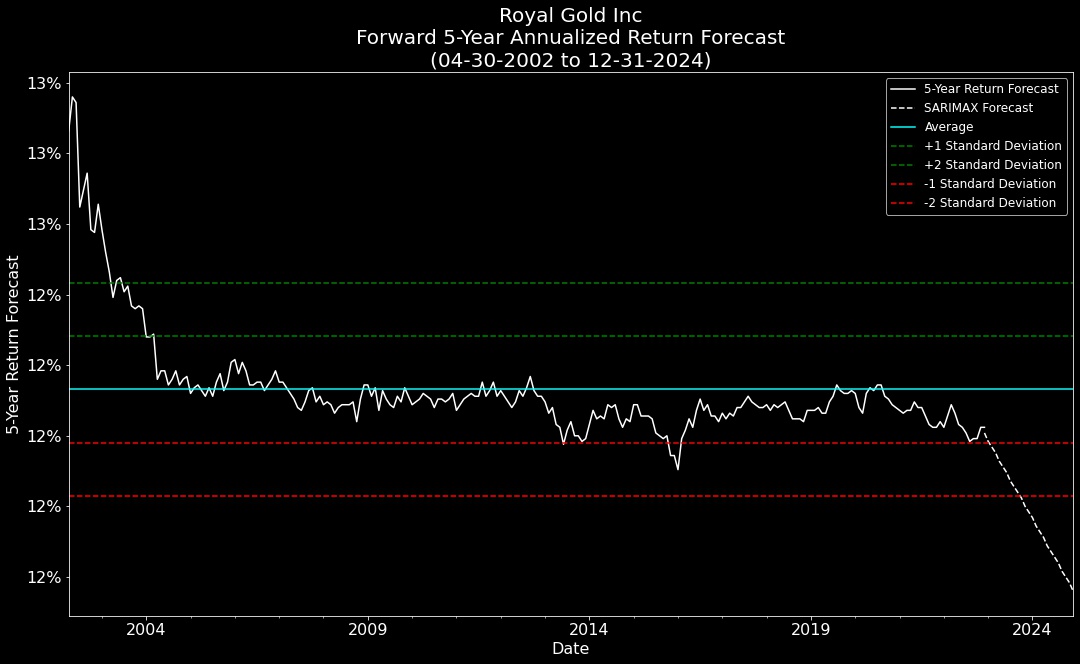 Royal Gold Inc
Forward 5-Year Annualized Return Forecast
(04-30-2002 to 12-31-2024)
13%
13%
13%
12%
12%
12%
12%
12%
5-Year Return Forecast
5-Year Return Forecast
SARIMAX Forecast
Average
+1 Standard Deviation
+2 Standard Deviation
-1 Standard Deviation
-2 Standard Deviation
2004
2009
2014
2019
2024
Date